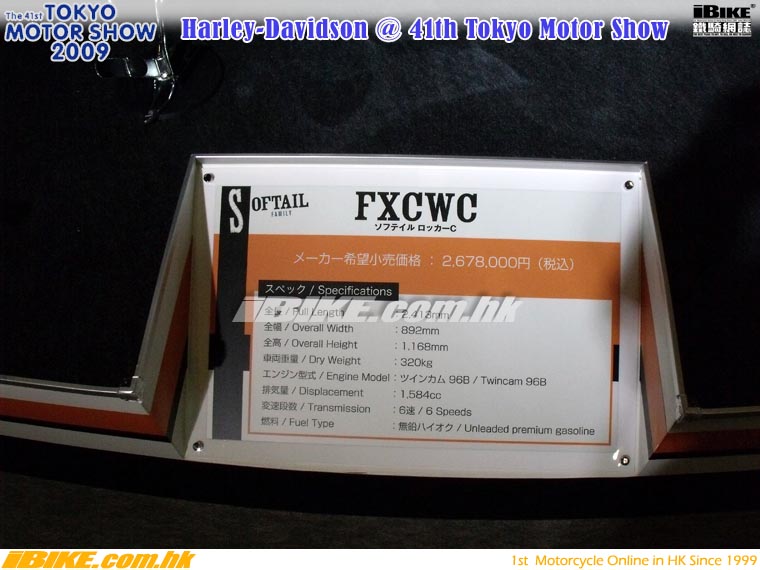 The 41st TOKYO
MOTOR SHOW
2009
Harley-Davidson @ 41th Tokyo Motor Show
iBIKE
鐵騎網誌
SOFTAIL
FAMILY
FXCWC
ソフテイル ロッカーC
メーカー希望小売価格 : 2,678,000円 (税込)
スペック / Specifications
iBIKE.com.hk
全長 / Full Length : 2.413mm
全幅 / Overall Width : 892mm
全高 / Overall Height : 1.168mm
車両重量 / Dry Weight : 320kg
エンジン型式 / Engine Model : ツインカム 96B / Twincam 96B
排気量 / Displacement : 1.584cc
変速段数 / Transmission : 6速 / 6 Speeds
燃料 / Fuel Type : 無鉛ハイオク / Unleaded premium gasoline
iBIKE.com.hk
1st Motorcycle Online in HK Since 1999